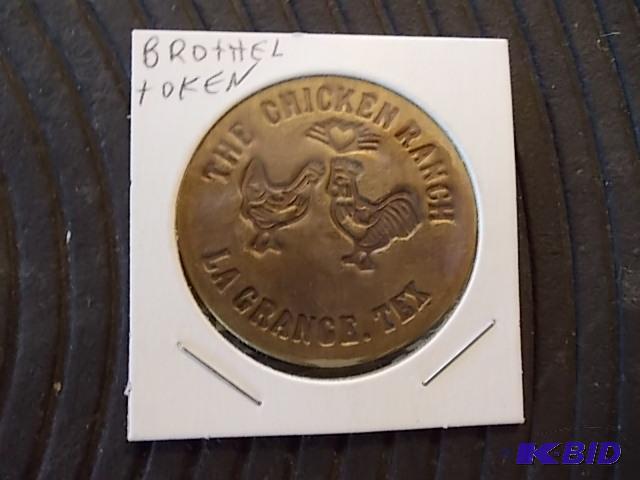 BROTHEL
tOKEN
THE CHICKEN RANCH
LA GRANGE, TEX
K-BID